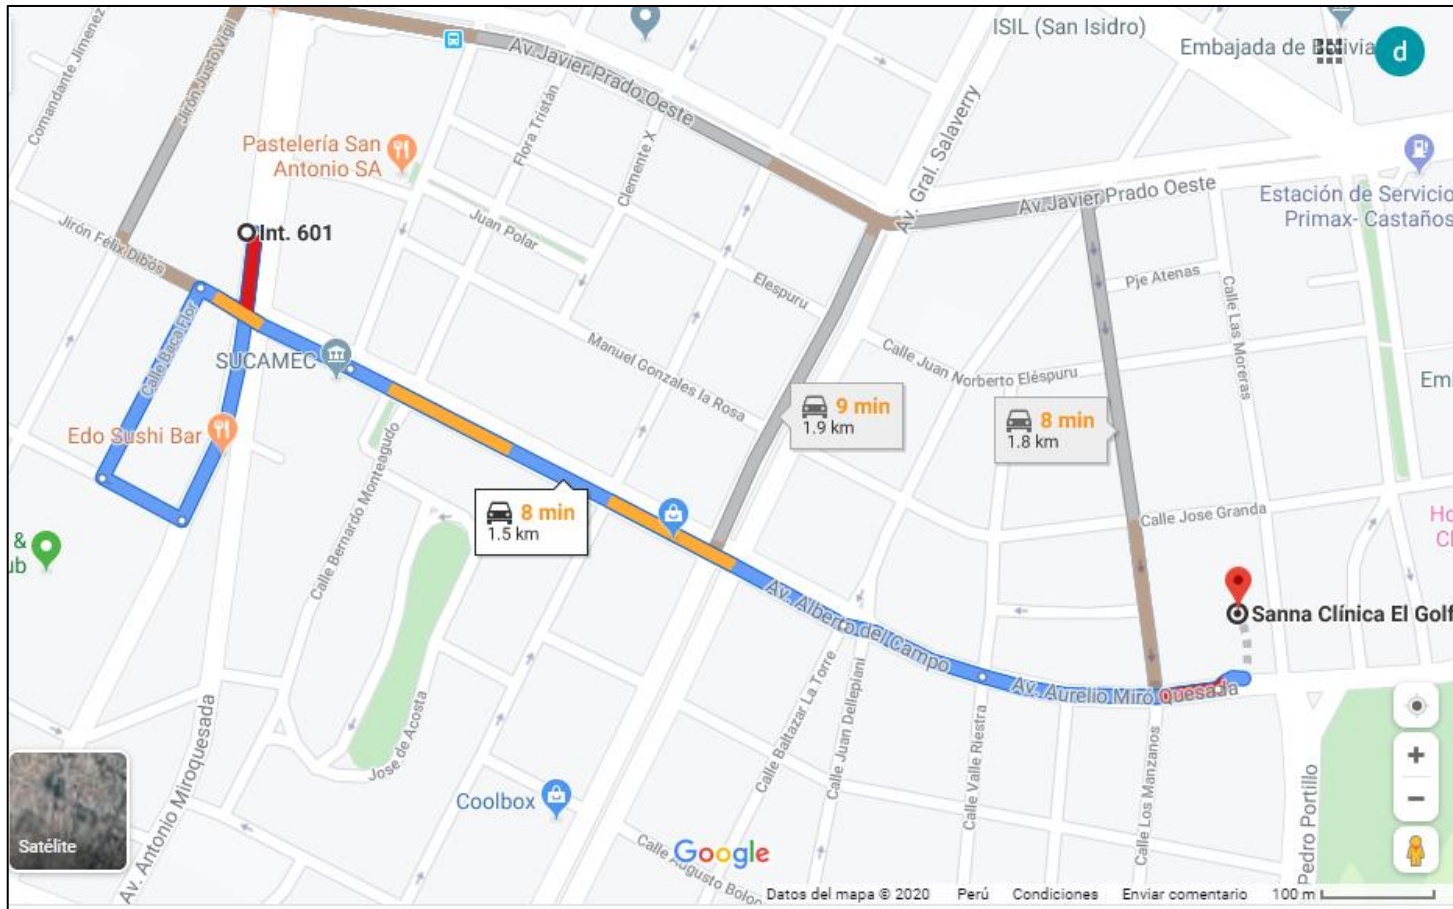 ISIL (San Isidro)
Embajada de Bolivia
d
Comandante Jimenez
Jirón Justo Vigil
Av. Javier Prado Oeste
Av. Gral. Salaverry
Pastelería San
Antonio SA
Flora Tristán
Clemente X
Estación de Servicio
Primax- Castaños
Av. Javier Prado Oeste
Juan Polar
Jirón Félix Dibós
Int. 601
Elespuru
Pje Atenas
Calle Las Moreras
Calle Baca Flor
SUCAMEC
Manuel Gonzales la Rosa
Calle Juan Norberto Eléspuru
Edo Sushi Bar
9 min
1.9 km
8 min
1.8 km
Calle Bernardo Monteagudo
8 min
1.5 km
Calle Jose Granda
&
Av. Alberto del Campo
Sanna Clínica El Golf
Av. Aurelio Miró Quesada
Calle Baltazar La Torre
Calle Juan Dellepiani
Calle Valle Riestra
Calle Los Manzanos
Jose de Acosta
Av. Antonio Miroquesada
Pedro Portillo
Coolbox
Satélite
Google
Calle Augusto Bolog
Datos del mapa © 2020 Perú Condiciones Enviar comentario 100 m